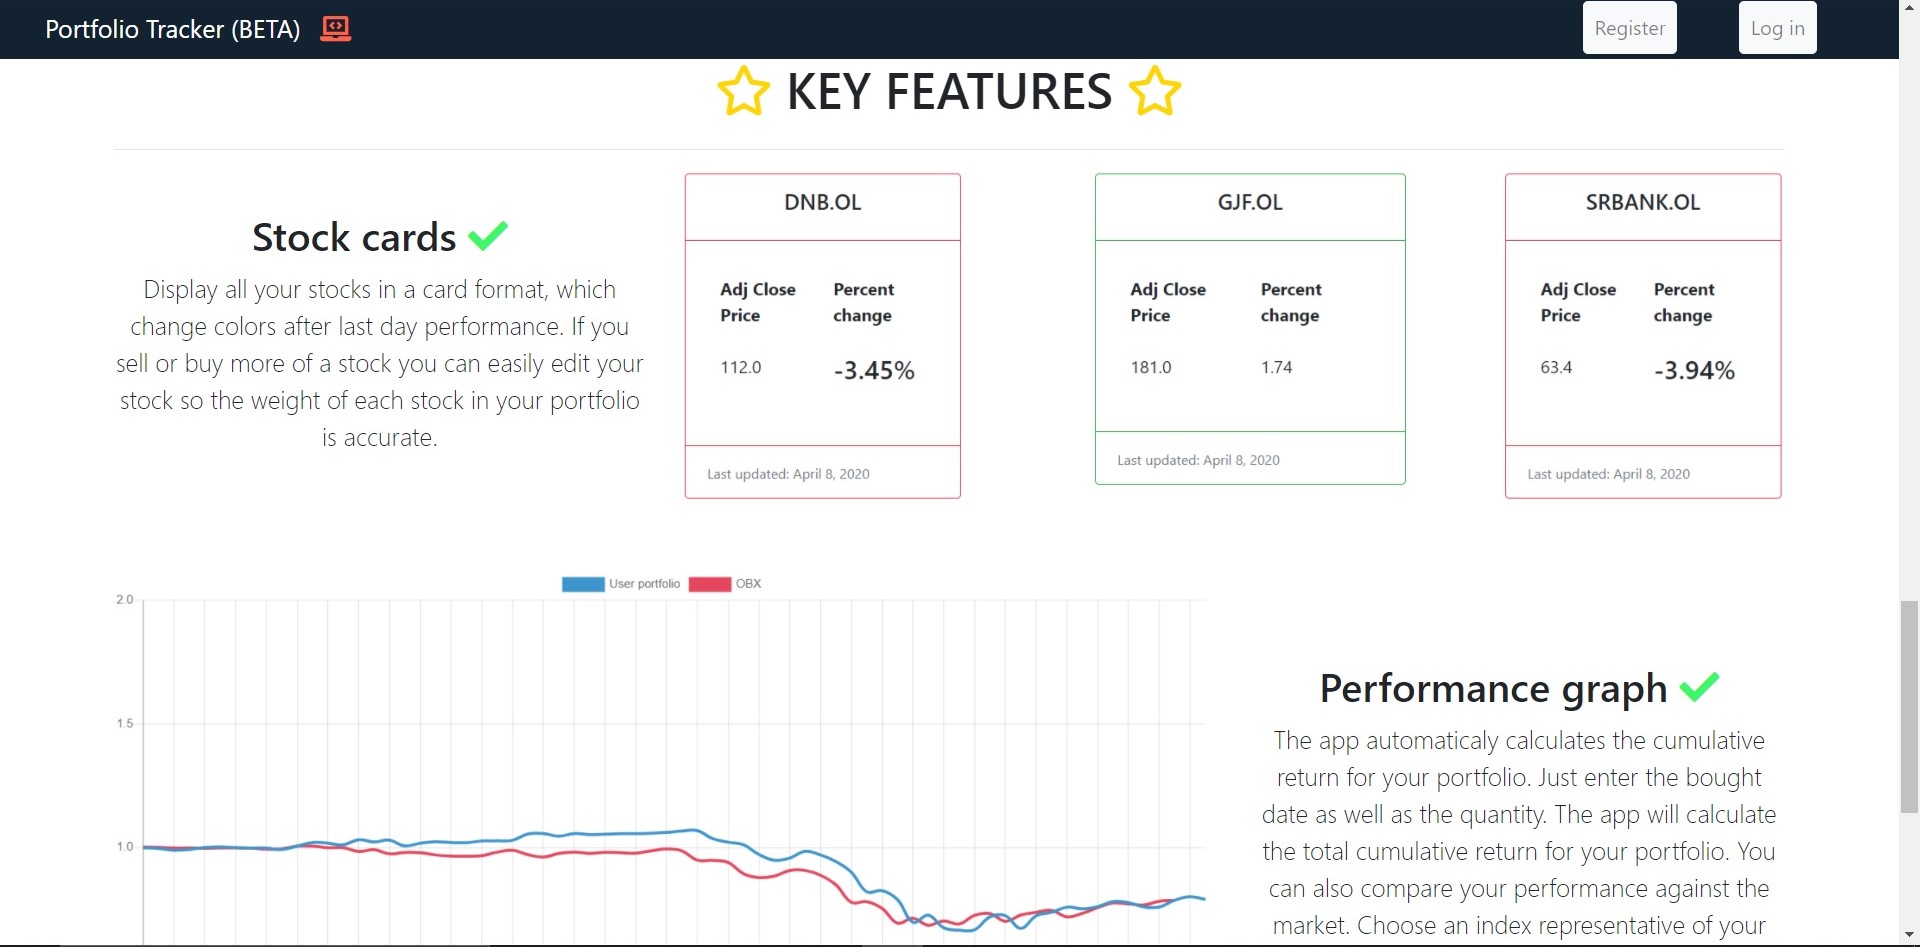 Portfolio Tracker (BETA)
Register
Log in
KEY FEATURES
Stock cards
Display all your stocks in a card format, which
change colors after last day performance. If you
sell or buy more of a stock you can easily edit your
stock so the weight of each stock in your portfolio
is accurate.
DNB.OL
Adj Close
Price
Percent
change
112.0
-3.45%
Last updated: April 8, 2020
GJF.OL
Adj Close
Price
Percent
change
181.0
1.74
Last updated: April 8, 2020
SRBANK.OL
Adj Close
Price
Percent
change
63.4
-3.94%
Last updated: April 8, 2020
User portfolio
OBX
2.0
1.5
1.0
Performance graph
The app automaticaly calculates the cumulative
return for your portfolio. Just enter the bought
date as well as the quantity. The app will calculate
the total cumulative return for your portfolio. You
can also compare your performance against the
market. Choose an index representative of your